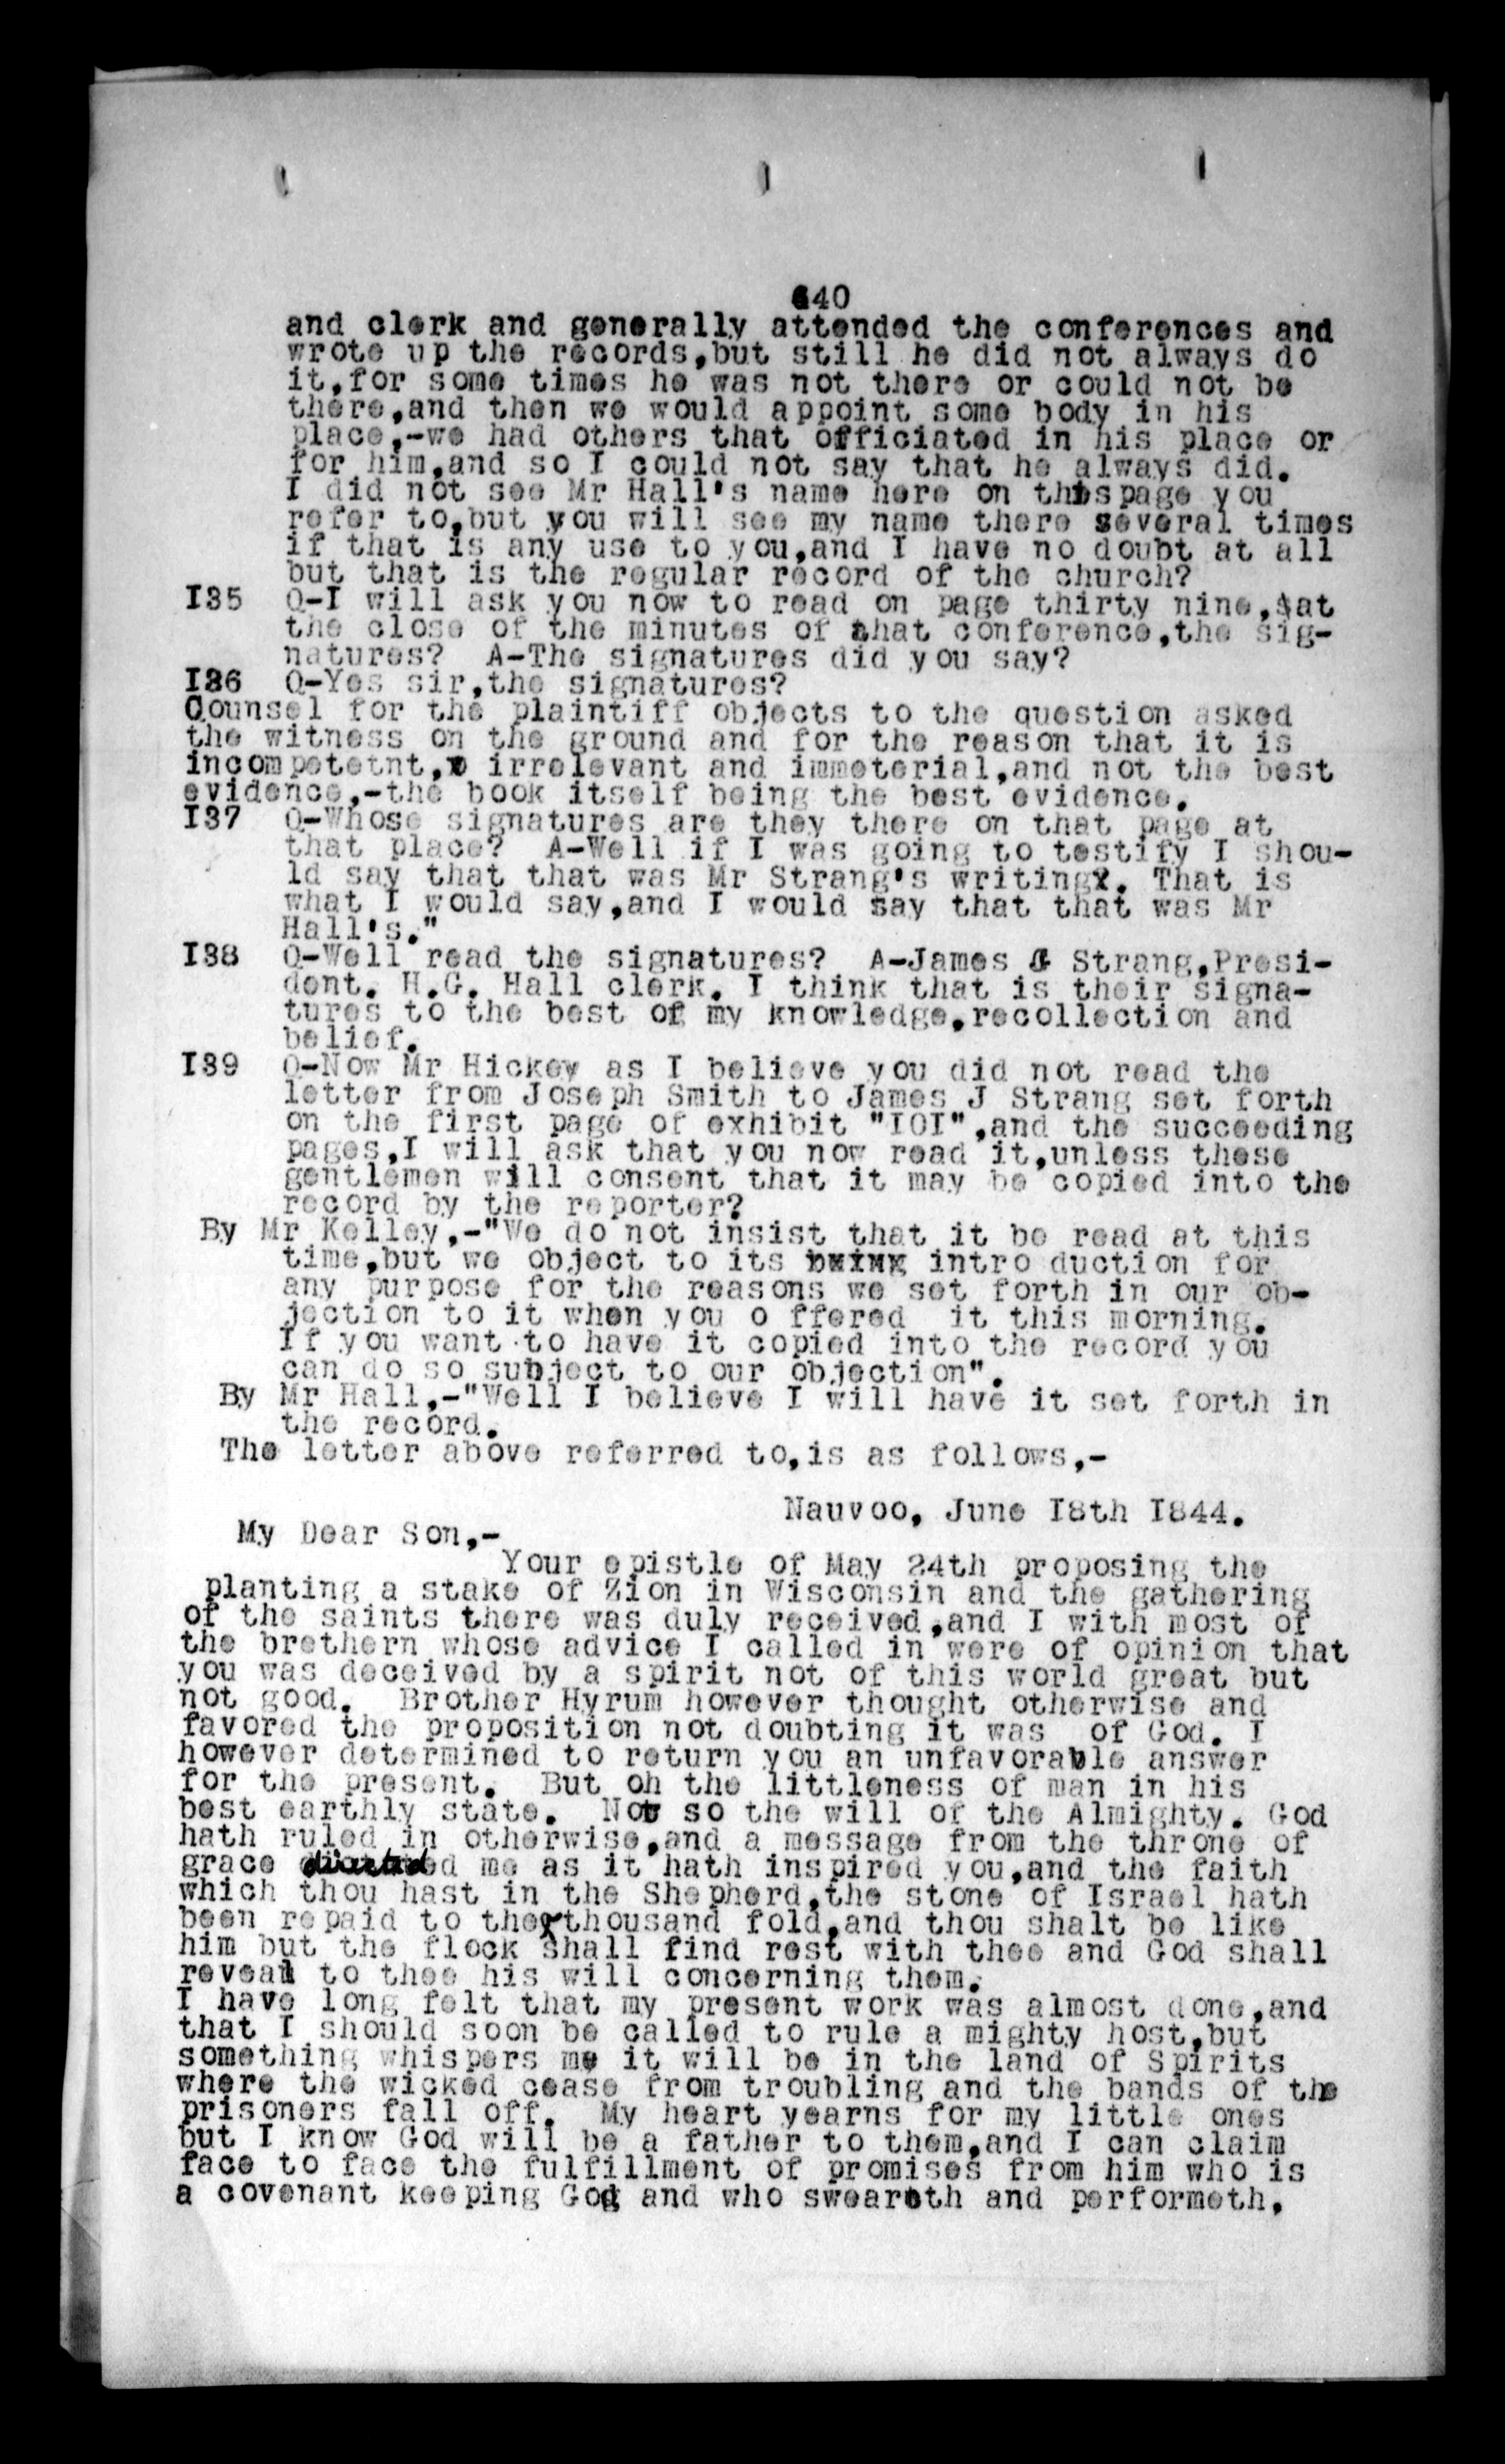 640
and clerk and generally attended the conferences and
wrote up the records,but still he did not always do
it,for some times he was not there or could not be
there,and then we would appoint some body in his
place,-we had others that officiated in his place or
for him,and so I could not say that he always did.
I did not see Mr Hall's name here on this page you
refer to,but you will see my name there several times
if that is any use to you,and I have no doubt at all
but that is the regular record of the church?
I35 Q-I will ask you now to read on page thirty nine, at
the close of the minutes of that conference,the sig-
natures? A-The signatures did you say?
I36 Q-Yes sir,the signatures?
Counsel for the plaintiff objects to the question asked
the witness on the ground and for the reason that it is
incompetetnt, irrelevant and immeterial,and not the best
evidence,-the book itself being the best evidence.
I37 Q-Whose signatures are they there on that page at
that place? A-Well if I was going to testify I shou-
ld say that that was Mr Strang's writing. That is
what I would say,and I would say that that was Mr
Hall's."
I38 Q-Well read the signatures? A-James J Strang,Presi-
dent. H.G. Hall clerk. I think that is their signa-
tures to the best of my knowledge,recollection and
belief.
I39 Q-Now Mr Hickey as I believe you did not read the
letter from Joseph Smith to James J Strang set forth
on the first page of exhibit "IOI",and the succeeding
pages,I will ask that you now read it,unless these
gentlemen will consent that it may be copied into the
record by the reporter?
By Mr Kelley,-"We do not insist that it be read at this
time,but we object to its intro duction for
any purpose for the reasons we set forth in our ob-
jection to it when you o ffered it this morning.
If you want to have it copied into the record you
can do so subject to our objection".
By Mr Hall,-"Well I believe I will have it set forth in
the record.
The letter above referred to,is as follows,-
Nauvoo, June I8th I844.
My Dear Son,-
Your epistle of May 24th proposing the
planting a stake of Zion in Wisconsin and the gathering
of the saints there was duly received,and I with most of
the brethern whose advice I called in were of opinion that
you was deceived by a spirit not of this world great but
not good. Brother Hyrum however thought otherwise and
favored the proposition not doubting it was of God. I
however determined to return you an unfavorable answer
for the present. But oh the littleness of man in his
best earthly state. Not so the will of the Almighty. God
hath ruled in otherwise,and a message from the throne of
grace directed me as it hath inspired you,and the faith
which thou hast in the Shepherd,the stone of Israel hath
been repaid to thee thousand fold,and thou shalt be like
him but the flock shall find rest with thee and God shall
reveal to thee his will concerning them.
I have long felt that my present work was almost done,and
that I should soon be called to rule a mighty host,but
something whispers me it will be in the land of Spirits
where the wicked cease from troubling and the bands of the
prisoners fall off. My heart yearns for my little ones
but I know God will be a father to them,and I can claim
face to face the fulfillment of promises from him who is
a covenant keeping God and who sweareth and performeth,